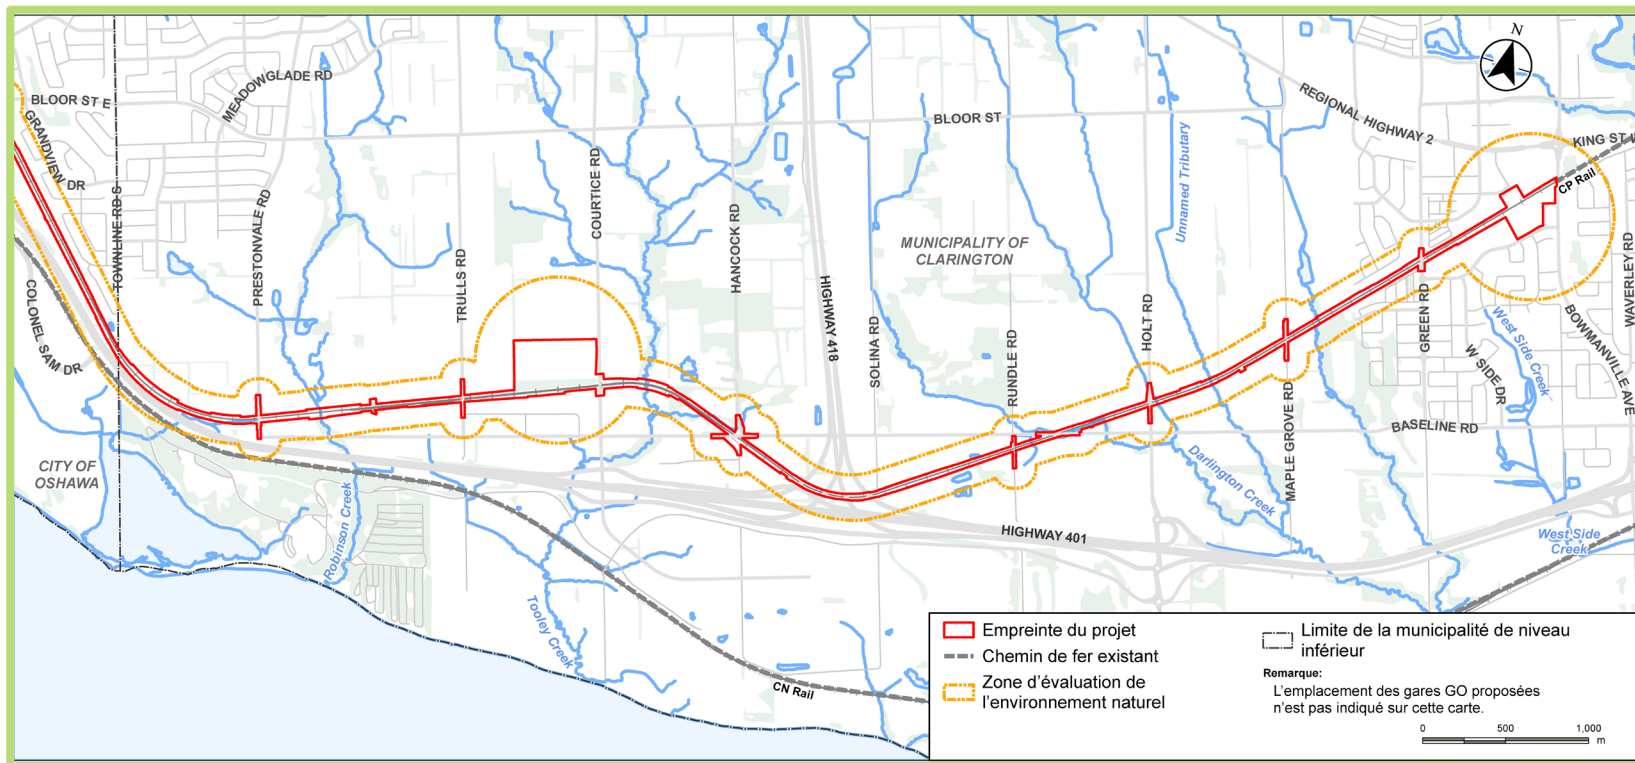 N
MEADOWGLADE RD
BLOOR ST E
GRANDVIEW DR
TOWNLINE RD S
PRESTONVALE RD
TRULLS RD
COURTICE RD
HANCOCK RD
HIGHWAY 418
BLOOR ST
SOLINA RD
MUNICIPALITY OF
CLARINGTON
RUNDLE RD
HOLT RD
Unnamed Tributary
REGIONAL HIGHWAY 2
KING ST W
CP Rail
MAPLE GROVE RD
GREEN RD
W SIDE DR
West Side Creek
BOWMANVILLE AVE
WAVERLEY RD
BASELINE RD
COLONEL SAM DR
CITY OF
OSHAWA
Robinson Creek
Tooley Creek
CN Rail
HIGHWAY 401
Darlington Creek
West Side
Creek
Empreinte du projet
Chemin de fer existant
Zone d'évaluation de
l'environnement naturel
Limite de la municipalité de niveau
inférieur
Remarque:
L'emplacement des gares GO proposées
n'est pas indiqué sur cette carte.
0 500 1,000
m